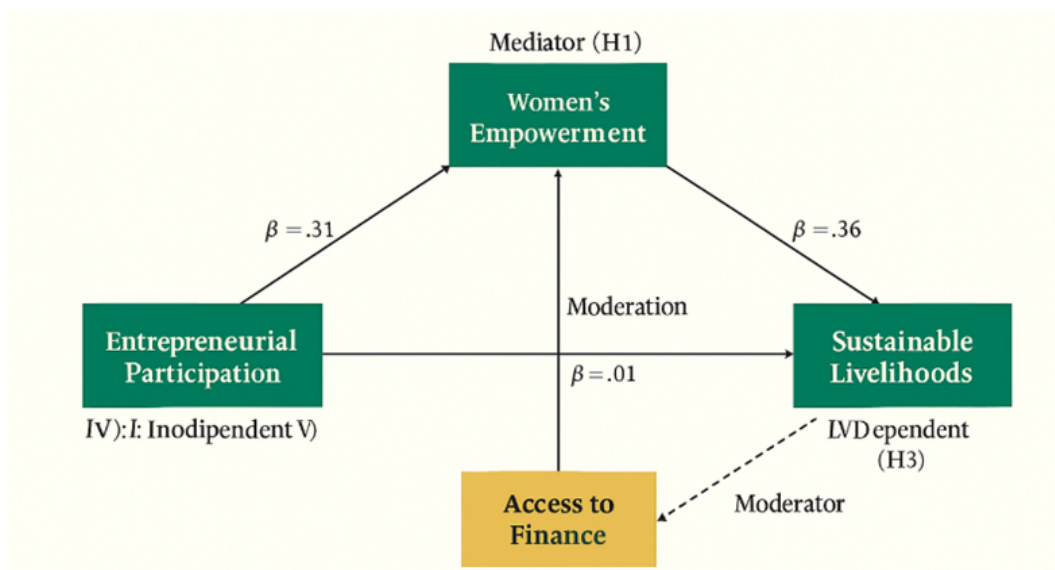 Mediator (H1)
Women's
Empowerment
β = .31
β = .36
Moderation
Entrepreneurial
Participation
Sustainable
Livelihoods
β = .01
IV): I: Inodipendent V)
LVDependent
(H3)
Access to
Finance
Moderator